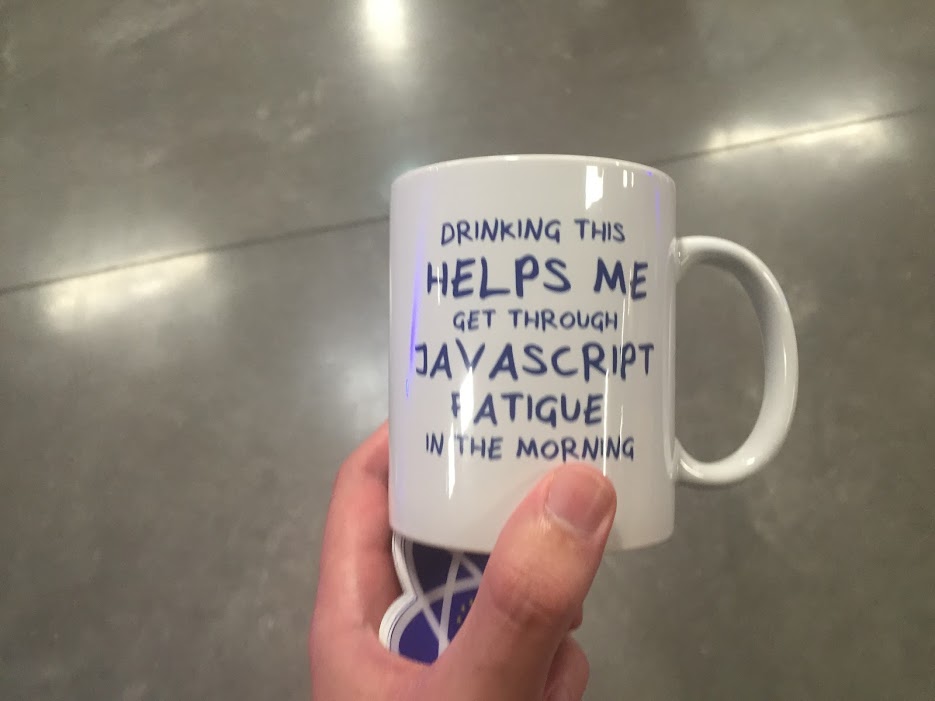 DRINKING THIS
HELPS ME
GET THROUGH
JAVASCRIPT
FATIGUE
IN THE MORNING